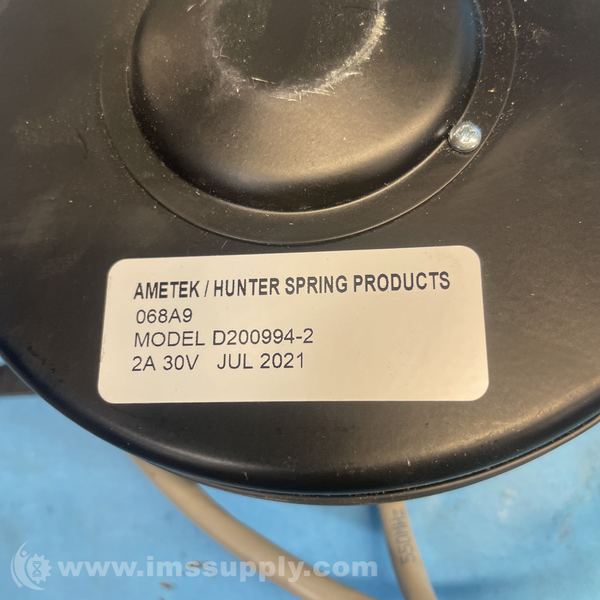 AMETEK / HUNTER SPRING PRODUCTS
068A9
MODEL D200994-2
2A 30V JUL 2021
www.imssupply.com